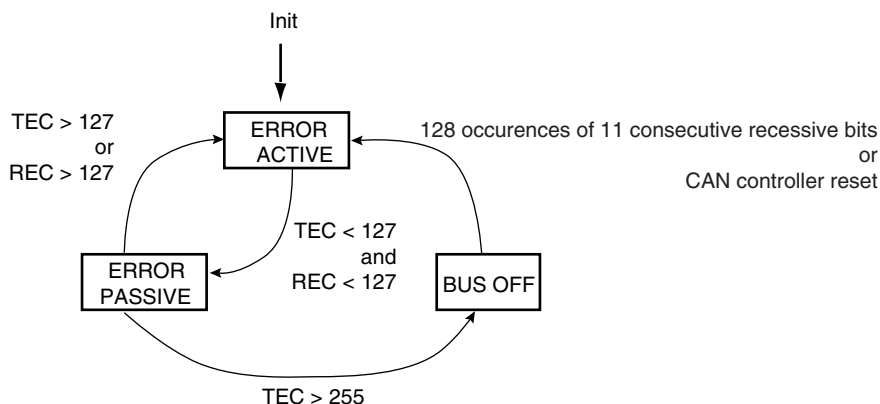 Init
TEC > 127
or
REC > 127
ERROR
ACTIVE
128 occurences of 11 consecutive recessive bits
or
CAN controller reset
TEC < 127
and
REC < 127
ERROR
PASSIVE
BUS OFF
TEC > 255